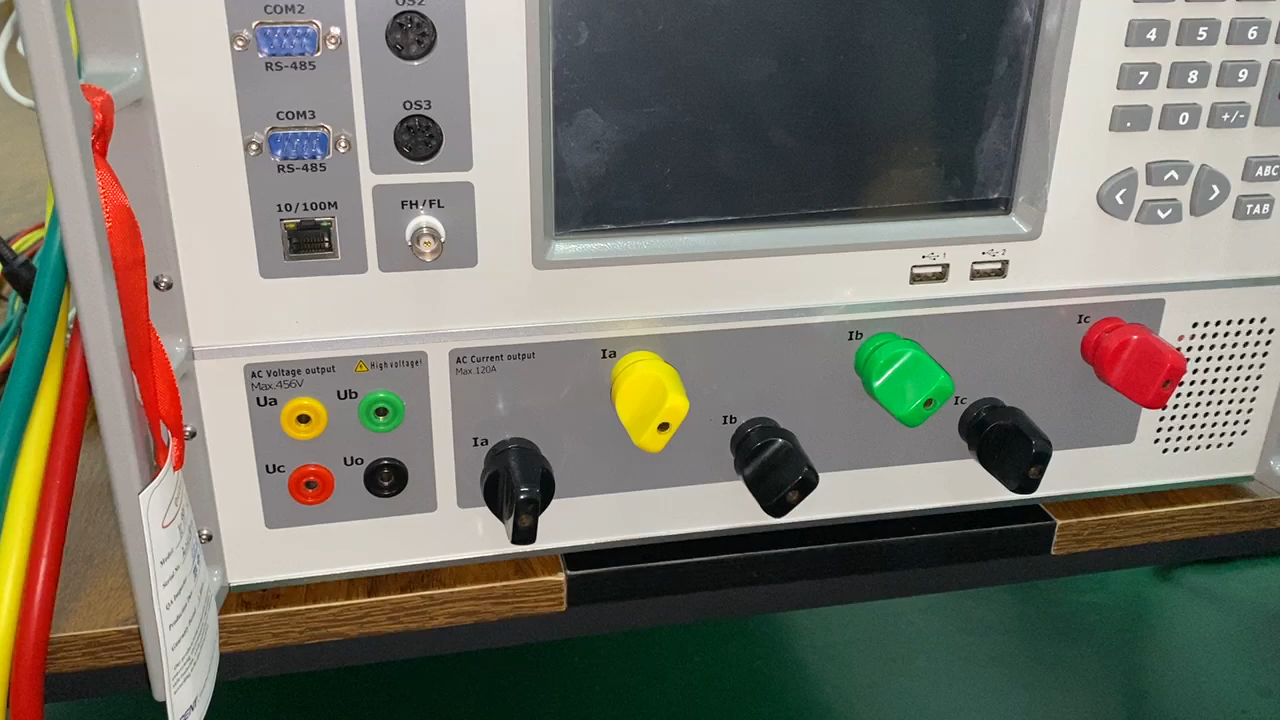 COM2
RS-485
OS2
COM3
RS-485
OS3
10/100M
FH/FL
4 5 6
7 8 9
. 0 +/-
ABC
TAB
1
2
AC Voltage output
High voltage!
Max.456V
Ua
Ub
Uc
Uo
AC Current output
Max.120A
Ia
Ib
Ic
Ia
Ib
Ic